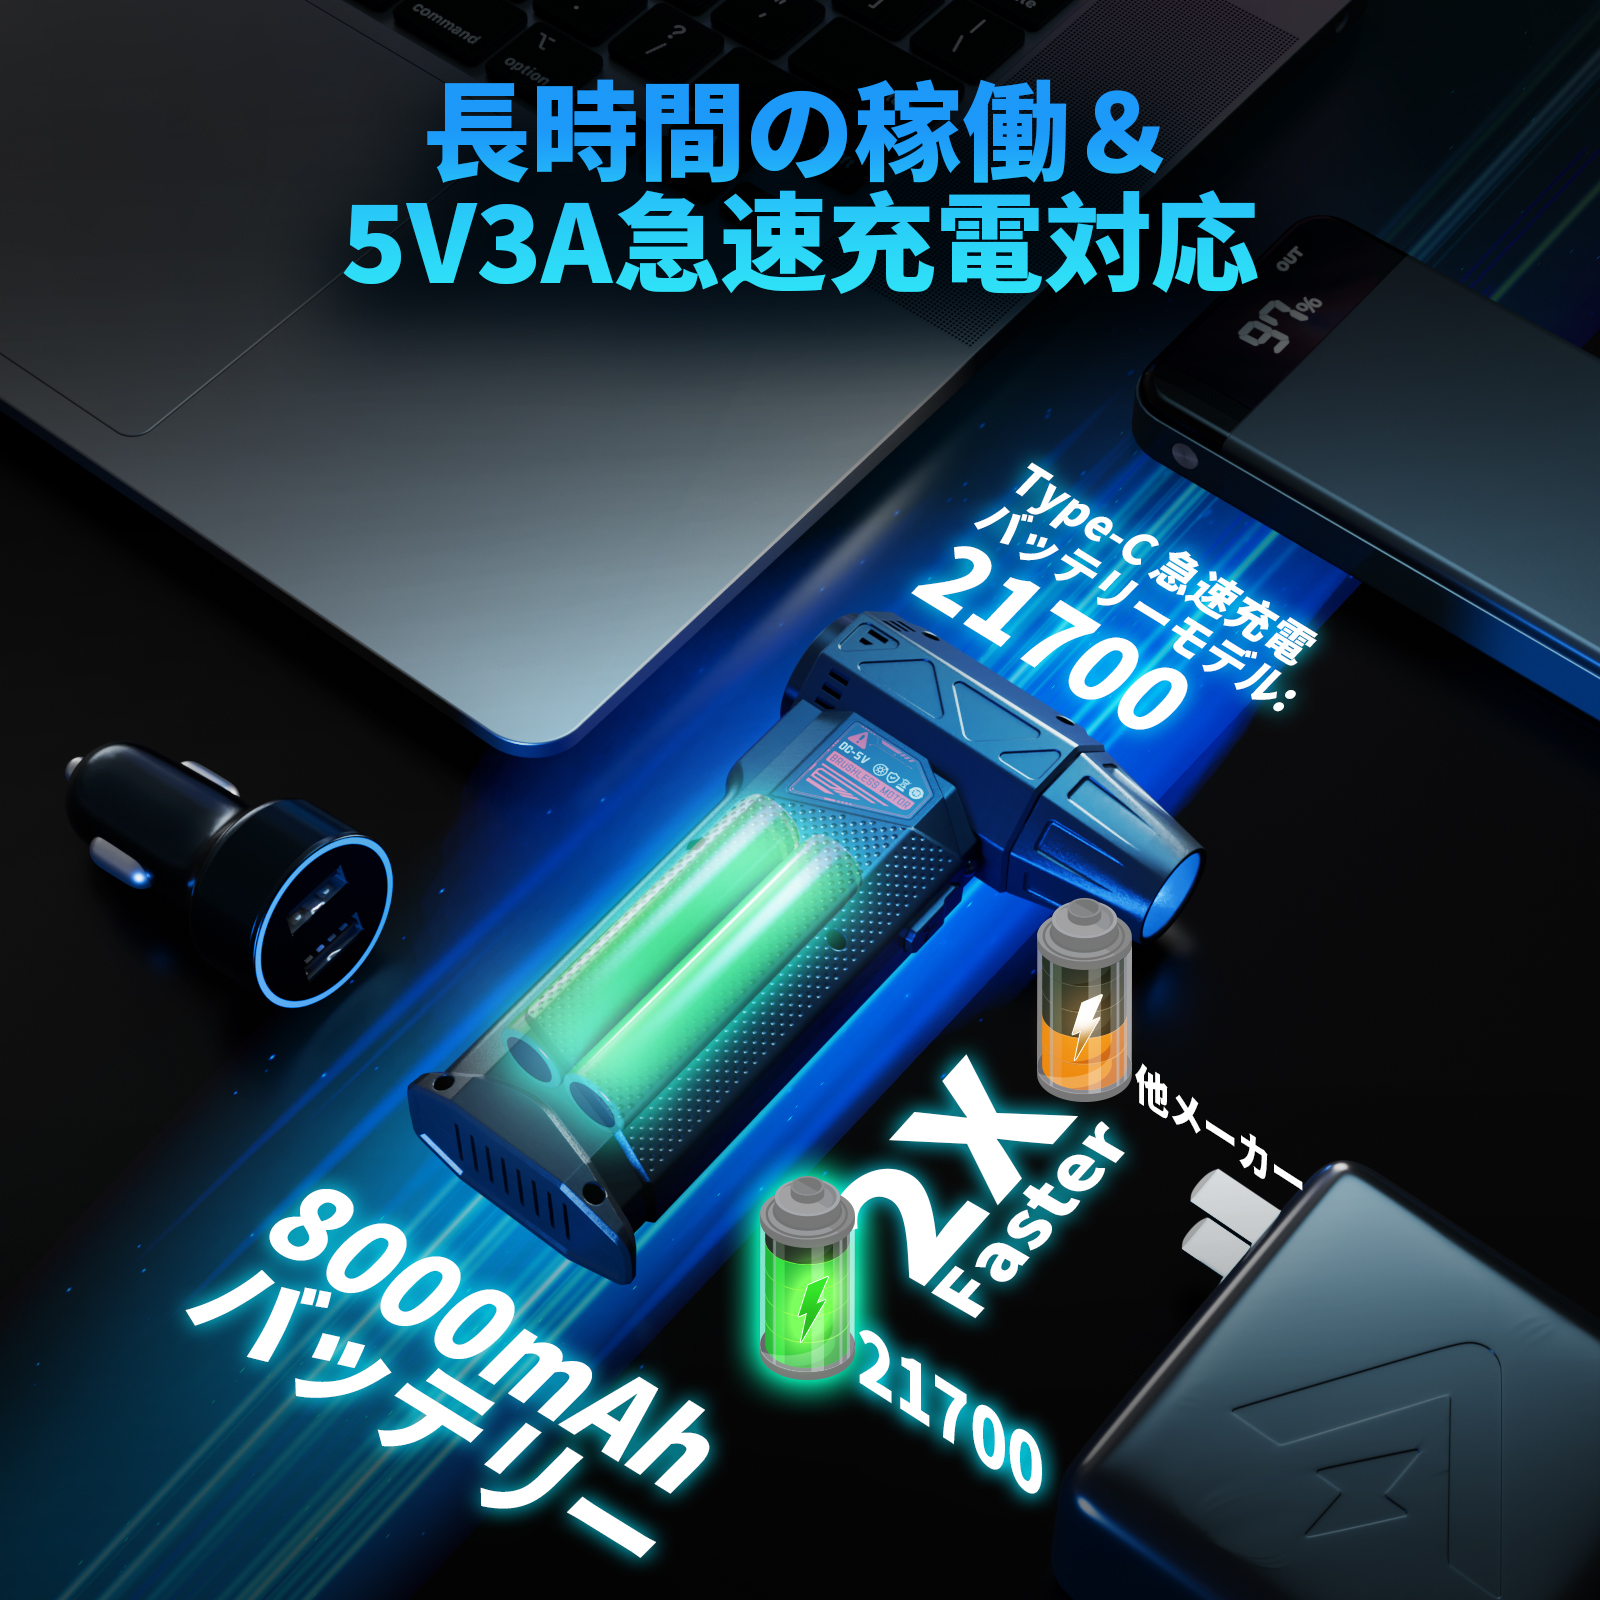 command
option
長時間の稼働＆
5V3A急速充電対応
OUT
97%
Type-C 急速充電
バッテリーモデル:
21700
DC-5V
BRUSHLESS MOTOR
他メーカー
2X
Faster
21700
8000mAh
バッテリー